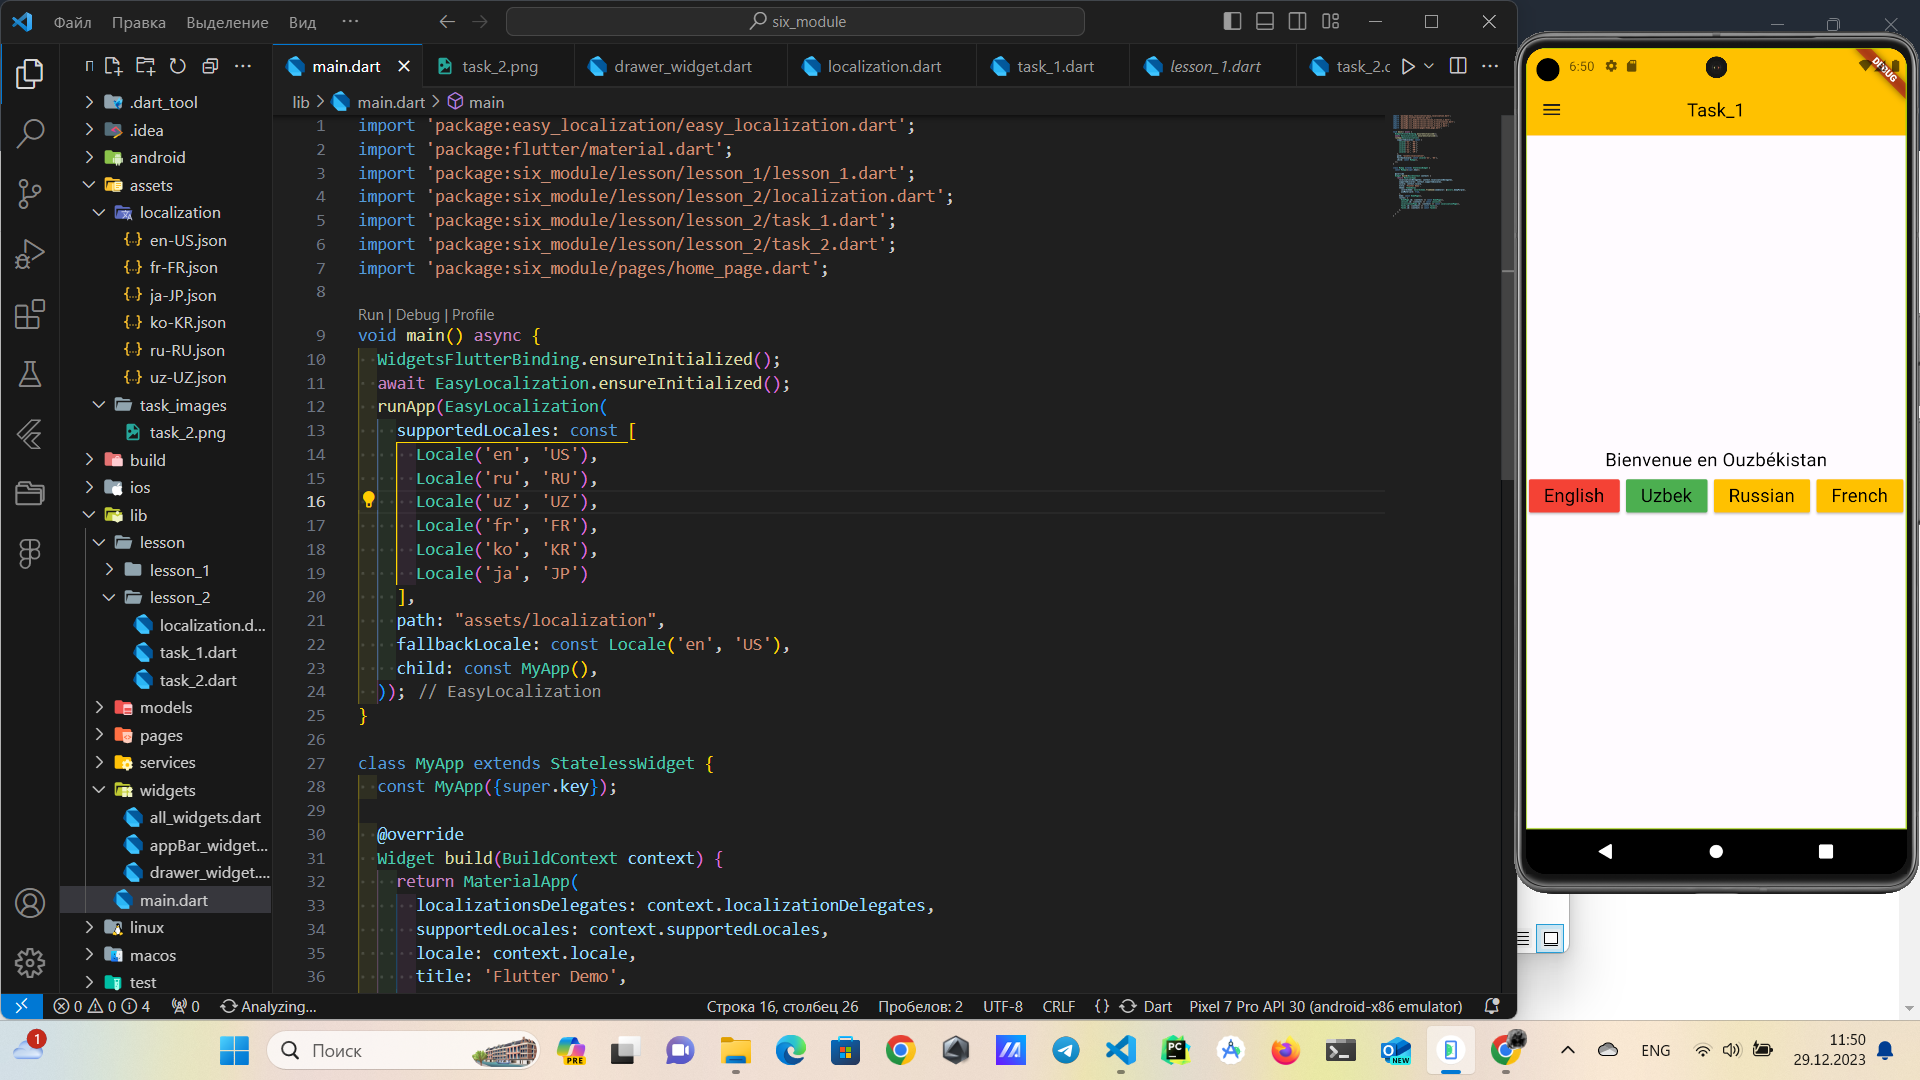 Файл Правка Выделение Вид ··· six_module
main.dart task_2.png drawer_widget.dart localization.dart task_1.dart lesson_1.dart task_2.c
lib > main.dart > main
.dart_tool
.idea
android
assets
localization
en-US.json
fr-FR.json
ja-JP.json
ko-KR.json
ru-RU.json
uz-UZ.json
task_images
task_2.png
build
ios
lib
lesson
lesson_1
lesson_2
localization.d...
task_1.dart
task_2.dart
models
pages
services
widgets
all_widgets.dart
appBar_widget...
drawer_widget....
main.dart
linux
macos
test
1 import 'package:easy_localization/easy_localization.dart';
2 import 'package:flutter/material.dart';
3 import 'package:six_module/lesson/lesson_1/lesson_1.dart';
4 import 'package:six_module/lesson/lesson_2/localization.dart';
5 import 'package:six_module/lesson/lesson_2/task_1.dart';
6 import 'package:six_module/lesson/lesson_2/task_2.dart';
7 import 'package:six_module/pages/home_page.dart';
8
Run | Debug | Profile
9 void main() async {
10 WidgetsFlutterBinding.ensureInitialized();
11 await EasyLocalization.ensureInitialized();
12 runApp(EasyLocalization(
13 supportedLocales: const [
14 Locale('en', 'US'),
15 Locale('ru', 'RU'),
16 Locale('uz', 'UZ'),
17 Locale('fr', 'FR'),
18 Locale('ko', 'KR'),
19 Locale('ja', 'JP')
20 ],
21 path: "assets/localization",
22 fallbackLocale: const Locale('en', 'US'),
23 child: const MyApp(),
24 )); // EasyLocalization
25 }
26
27 class MyApp extends StatelessWidget {
28 const MyApp({super.key});
29
30 @override
31 Widget build(BuildContext context) {
32 return MaterialApp(
33 localizationsDelegates: context.localizationDelegates,
34 supportedLocales: context.supportedLocales,
35 locale: context.locale,
36 title: 'Flutter Demo',
0 0 4 0 Analyzing... Строка 16, столбец 26 Пробелов: 2 UTF-8 CRLF {} Dart Pixel 7 Pro API 30 (android-x86 emulator)
6:50
DEBUG
Task_1
Bienvenue en Ouzbékistan
English Uzbek Russian French
1 Поиск PRE PC NEW ENG 11:50
29.12.2023